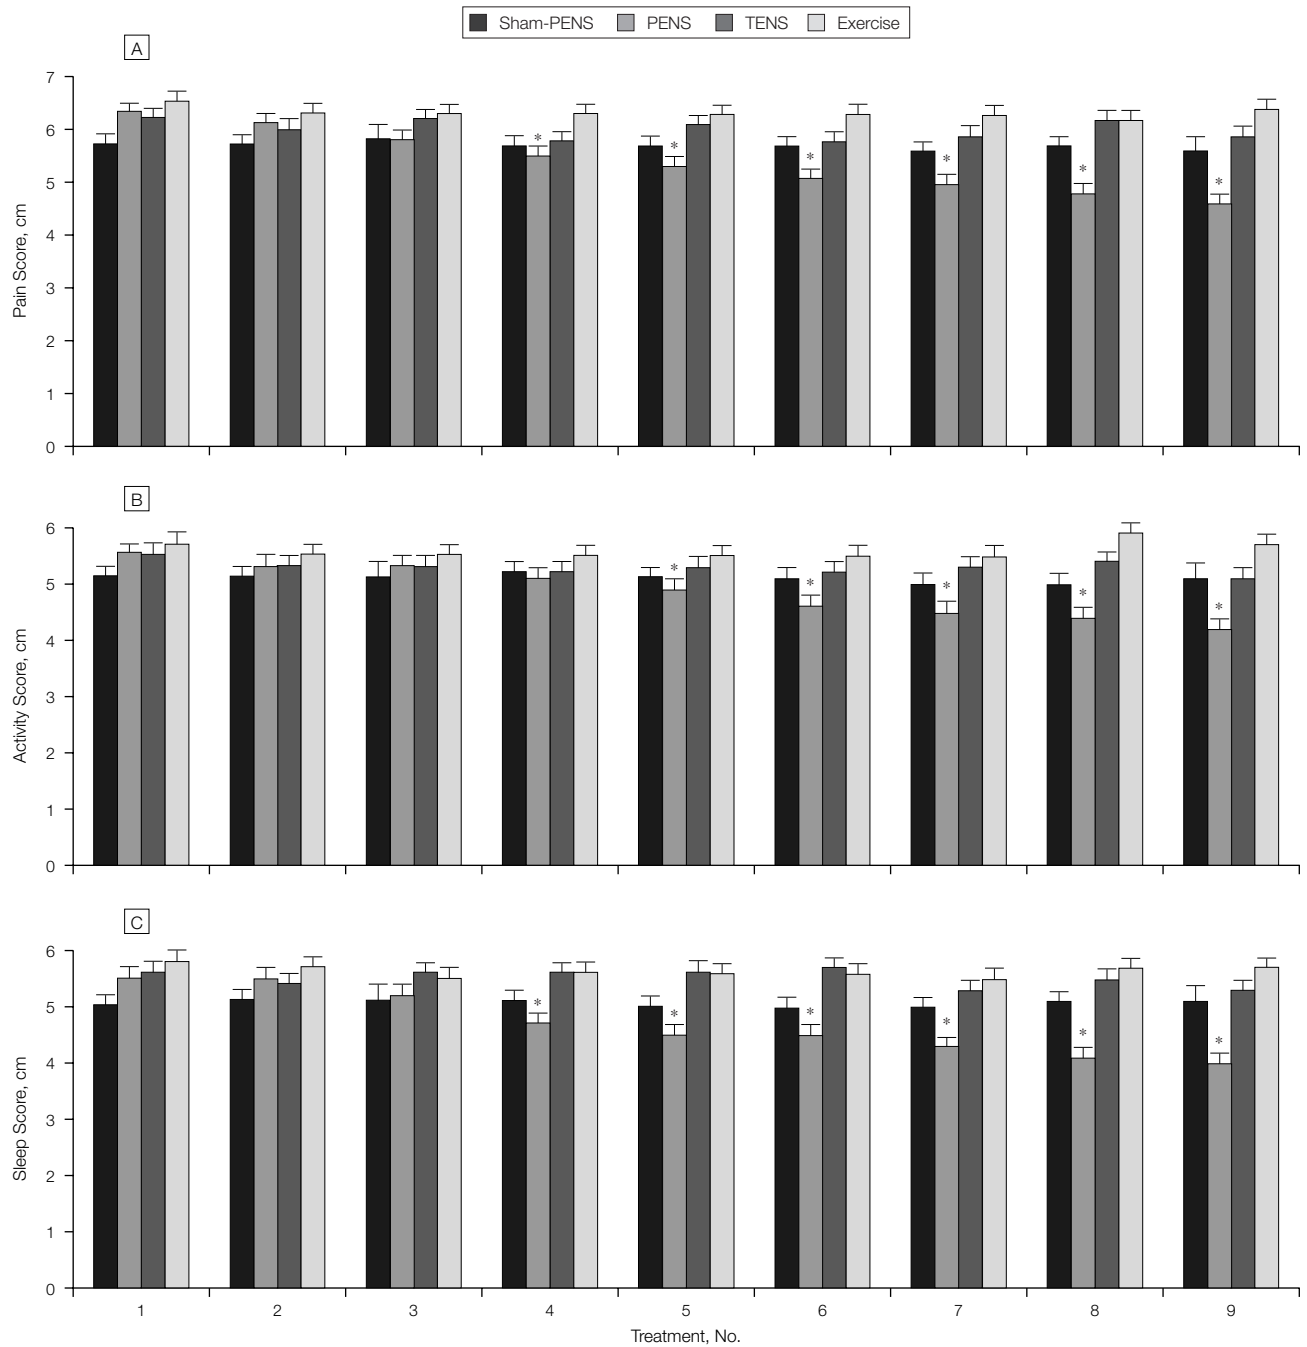 Sham-PENS PENS TENS Exercise
A
7
6
5
4
3
2
1
0
Pain Score, cm
* * * * * *
B
6
5
4
3
2
1
0
Activity Score, cm
* * * * *
C
6
5
4
3
2
1
0
Sleep Score, cm
* * * * * *
1 2 3 4 5 6 7 8 9
Treatment, No.